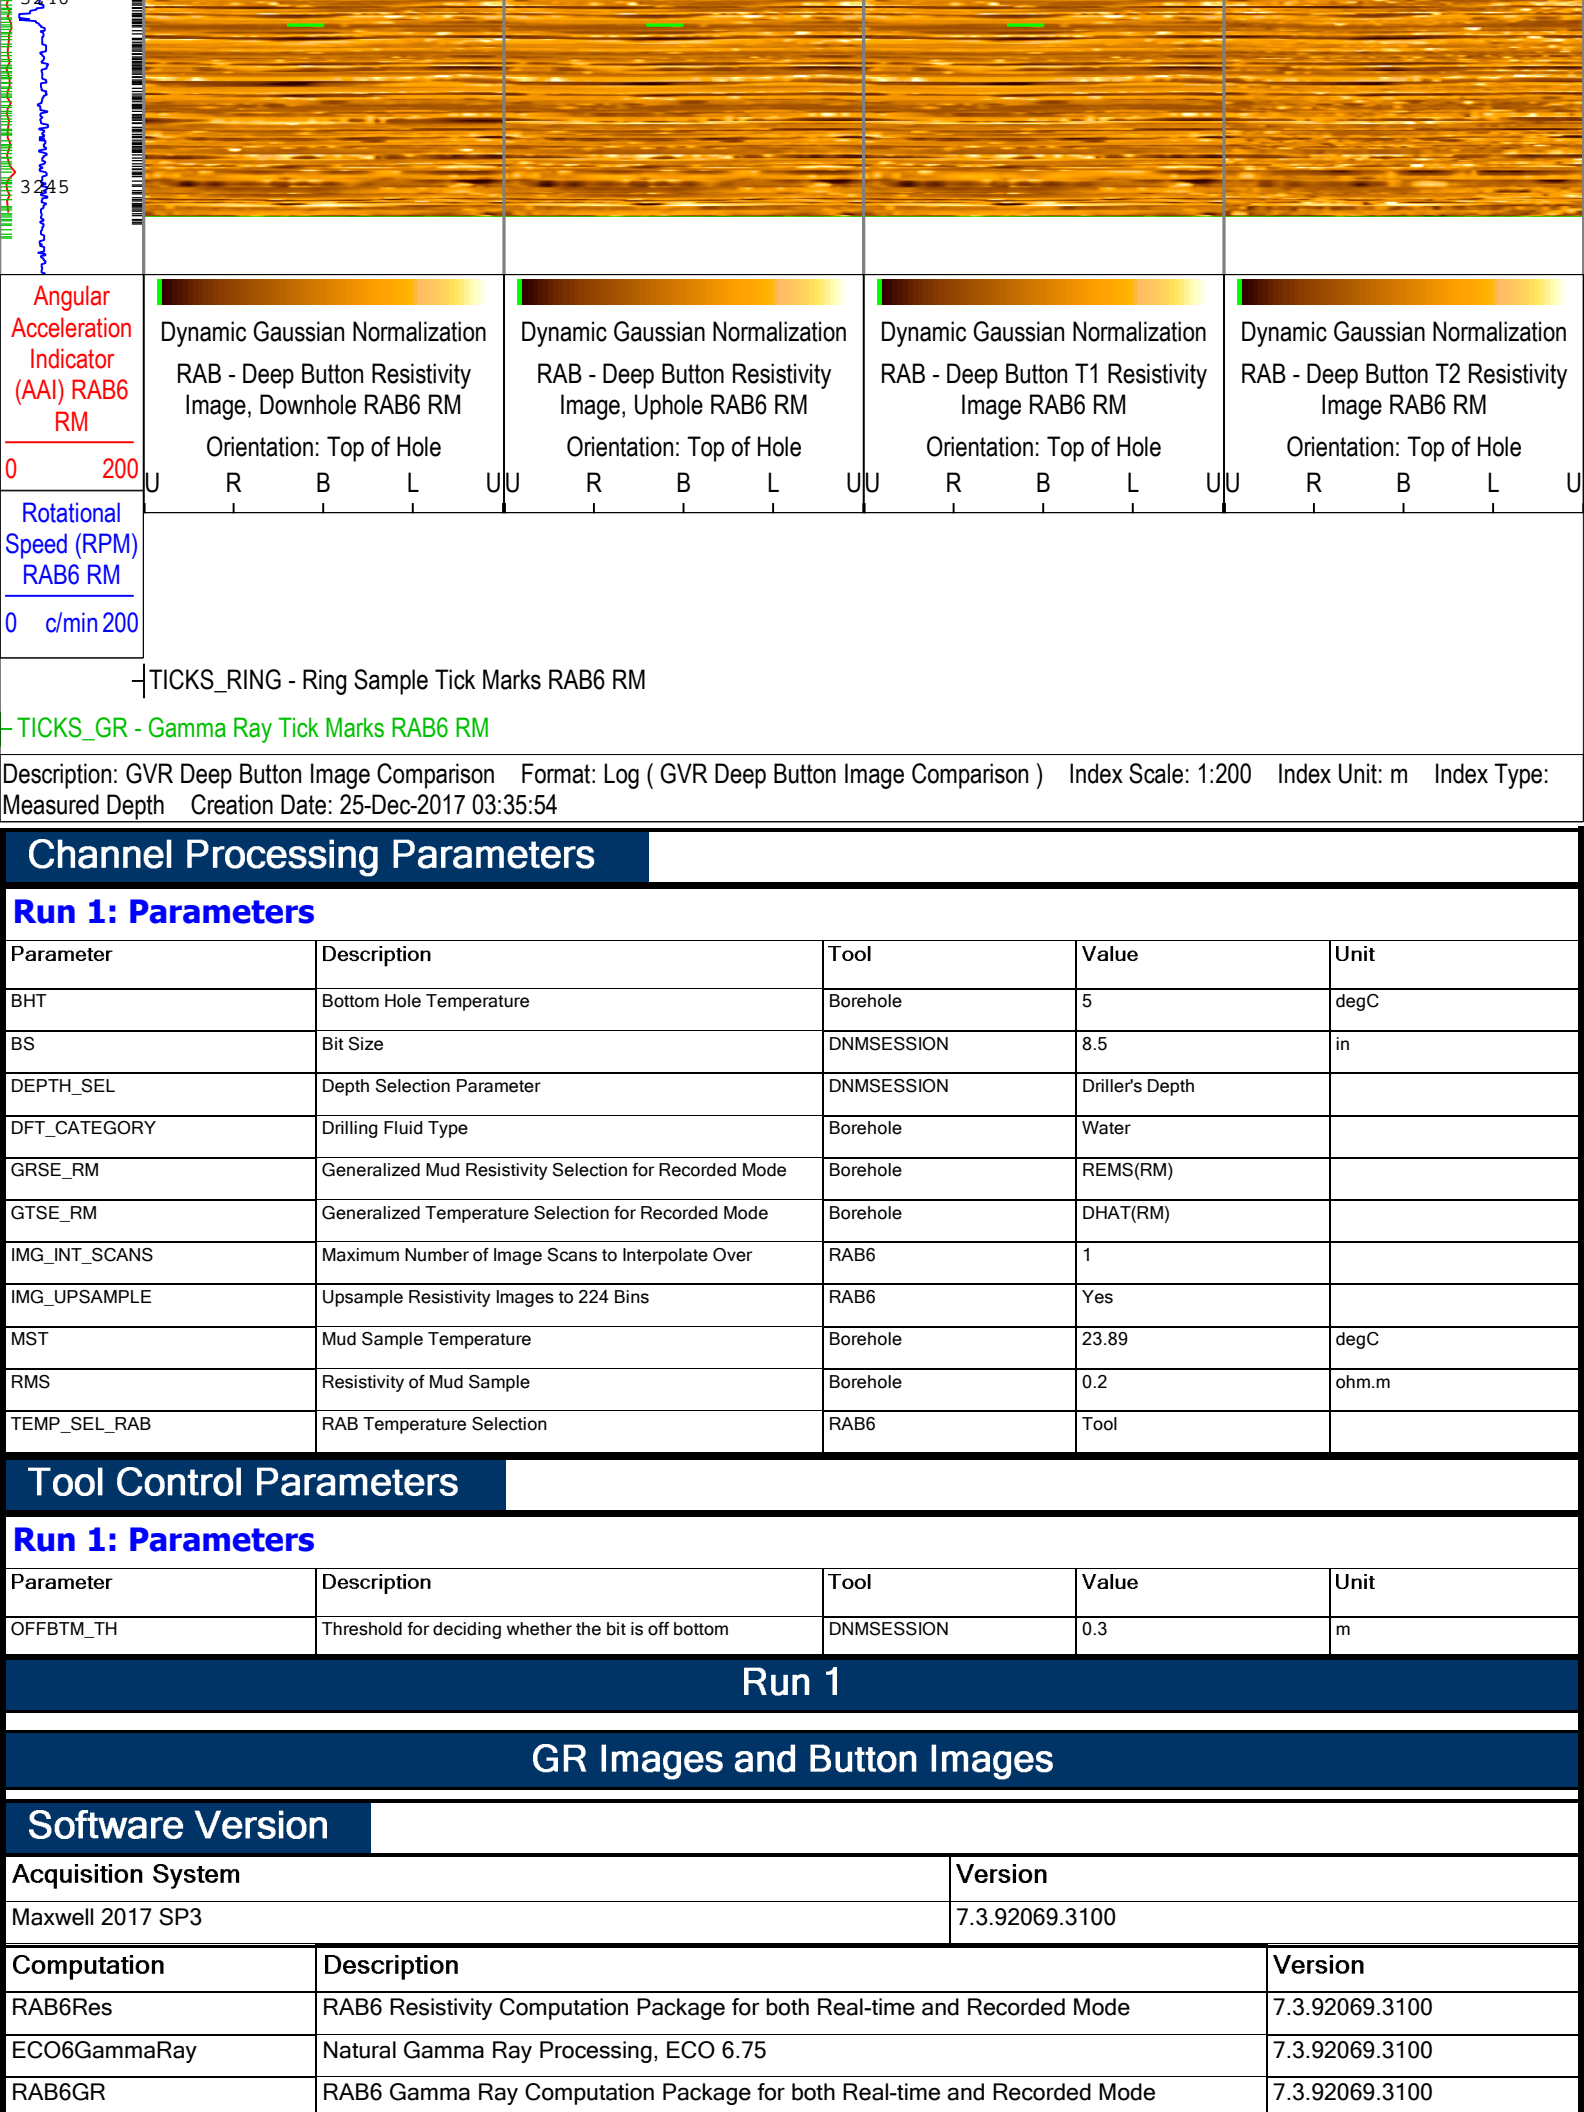 3245
Angular
Acceleration
Indicator
(AAI) RAB6
RM
0 200
Rotational
Speed (RPM)
RAB6 RM
0 c/min 200
Dynamic Gaussian Normalization
RAB - Deep Button Resistivity
Image, Downhole RAB6 RM
Orientation: Top of Hole
U R B L U
Dynamic Gaussian Normalization
RAB - Deep Button Resistivity
Image, Uphole RAB6 RM
Orientation: Top of Hole
U R B L U
Dynamic Gaussian Normalization
RAB - Deep Button T1 Resistivity
Image RAB6 RM
Orientation: Top of Hole
U R B L U
Dynamic Gaussian Normalization
RAB - Deep Button T2 Resistivity
Image RAB6 RM
Orientation: Top of Hole
U R B L U
TICKS_RING - Ring Sample Tick Marks RAB6 RM
TICKS_GR - Gamma Ray Tick Marks RAB6 RM
Description: GVR Deep Button Image Comparison Format: Log ( GVR Deep Button Image Comparison ) Index Scale: 1:200 Index Unit: m Index Type:
Measured Depth Creation Date: 25-Dec-2017 03:35:54
Channel Processing Parameters
Run 1: Parameters
Parameter Description Tool Value Unit
BHT Bottom Hole Temperature Borehole 5 degC
BS Bit Size DNMSESSION 8.5 in
DEPTH_SEL Depth Selection Parameter DNMSESSION Driller's Depth
DFT_CATEGORY Drilling Fluid Type Borehole Water
GRSE_RM Generalized Mud Resistivity Selection for Recorded Mode Borehole REMS(RM)
GTSE_RM Generalized Temperature Selection for Recorded Mode Borehole DHAT(RM)
IMG_INT_SCANS Maximum Number of Image Scans to Interpolate Over RAB6 1
IMG_UPSAMPLE Upsample Resistivity Images to 224 Bins RAB6 Yes
MST Mud Sample Temperature Borehole 23.89 degC
RMS Resistivity of Mud Sample Borehole 0.2 ohm.m
TEMP_SEL_RAB RAB Temperature Selection RAB6 Tool
Tool Control Parameters
Run 1: Parameters
Parameter Description Tool Value Unit
OFFBTM_TH Threshold for deciding whether the bit is off bottom DNMSESSION 0.3 m
Run 1
GR Images and Button Images
Software Version
Acquisition System Version
Maxwell 2017 SP3 7.3.92069.3100
Computation Description Version
RAB6Res RAB6 Resistivity Computation Package for both Real-time and Recorded Mode 7.3.92069.3100
ECO6GammaRay Natural Gamma Ray Processing, ECO 6.75 7.3.92069.3100
RAB6GR RAB6 Gamma Ray Computation Package for both Real-time and Recorded Mode 7.3.92069.3100